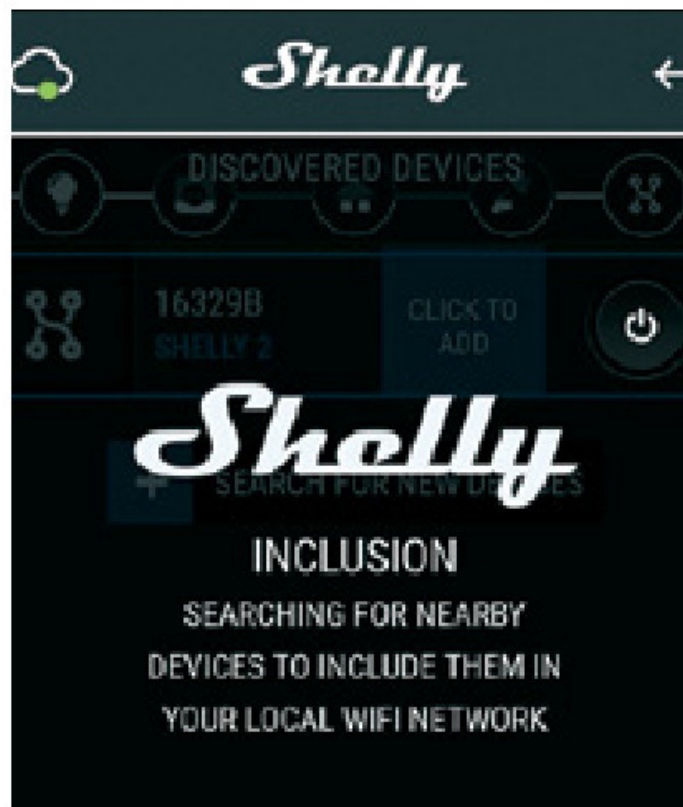 Shelly
DISCOVERED DEVICES
16329B
SHELLY 2
CLICK TO
ADD
Shelly
+ SEARCH FOR NEW DEVICES
INCLUSION
SEARCHING FOR NEARBY
DEVICES TO INCLUDE THEM IN
YOUR LOCAL WIFI NETWORK